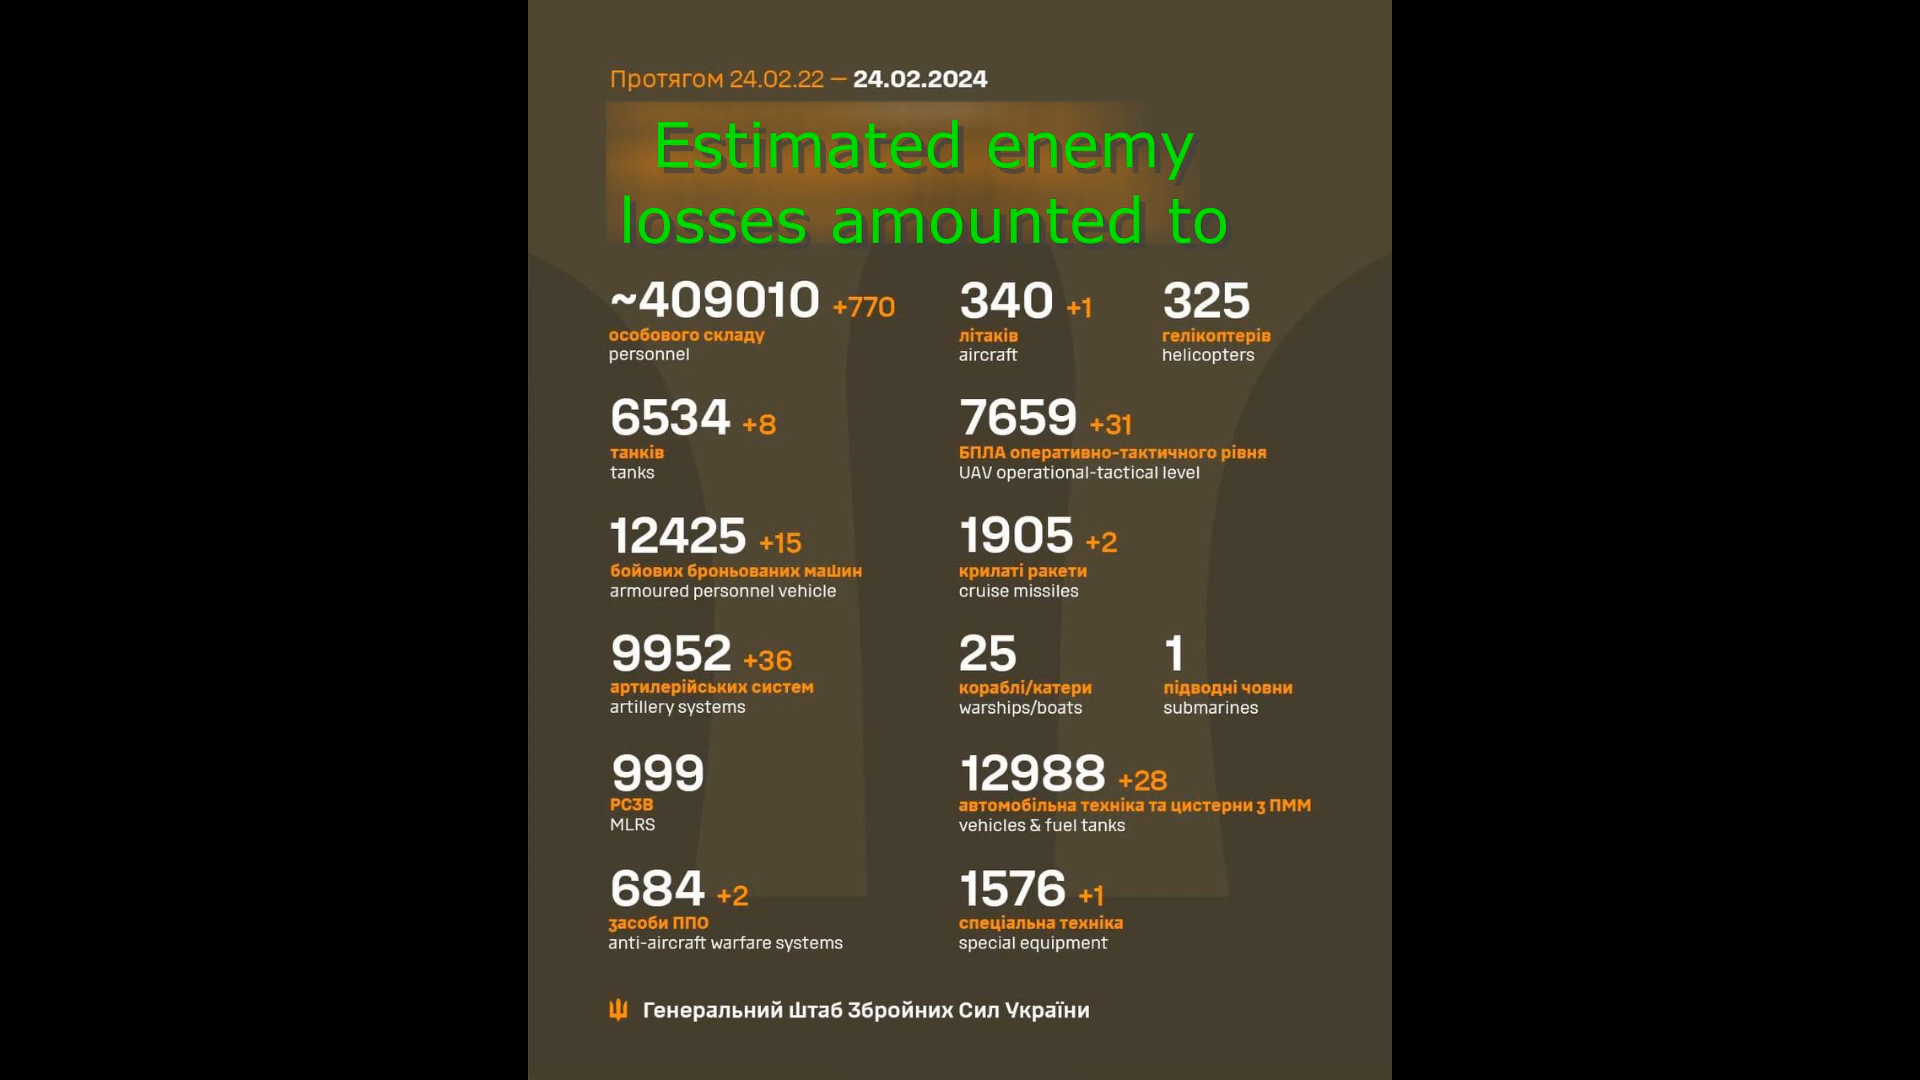 Протягом 24.02.22 — 24.02.2024
Estimated enemy
losses amounted to
~409010 +770
особового складу
personnel
340 +1
літаків
aircraft
325
гелікоптерів
helicopters
6534 +8
танків
tanks
7659 +31
БПЛА оперативно-тактичного рівня
UAV operational-tactical level
12425 +15
бойових броньованих машин
armoured personnel vehicle
1905 +2
крилаті ракети
cruise missiles
9952 +36
артилерійських систем
artillery systems
25
кораблі/катери
warships/boats
1
підводні човни
submarines
999
РСЗВ
MLRS
12988 +28
автомобільна техніка та цистерни з ПММ
vehicles & fuel tanks
684 +2
засоби ППО
anti-aircraft warfare systems
1576 +1
спеціальна техніка
special equipment
Генеральний штаб Збройних Сил України